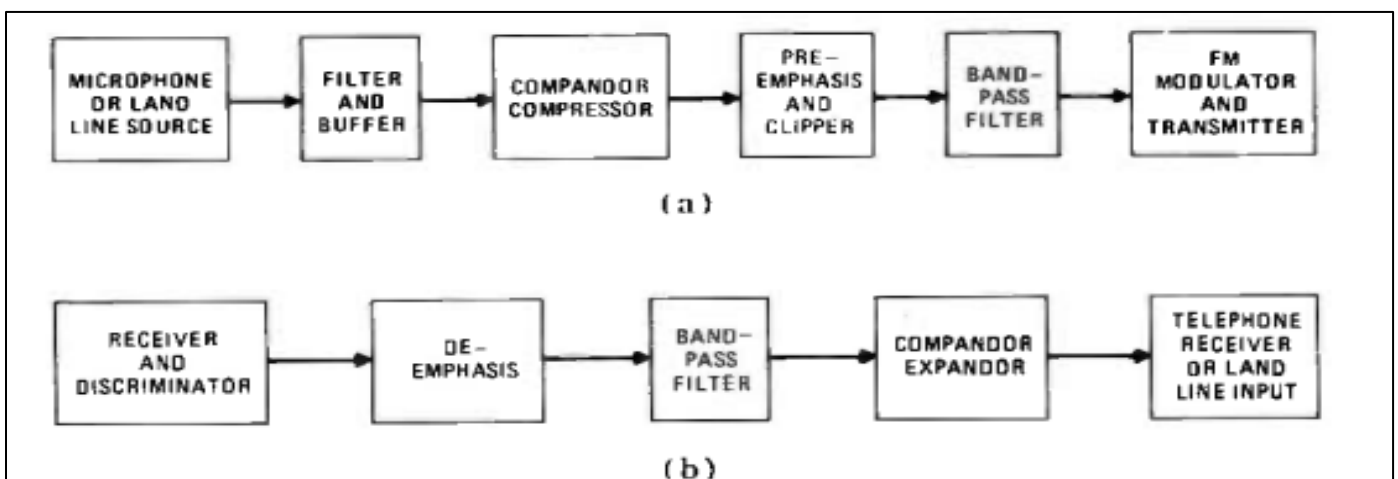 MICROPHONE
OR LAND
LINE SOURCE
FILTER
AND
BUFFER
COMPANDOR
COMPRESSOR
PRE-
EMPHASIS
AND
CLIPPER
BAND-
PASS
FILTER
FM
MODULATOR
AND
TRANSMITTER
(a)
RECEIVER
AND
DISCRIMINATOR
DE-
EMPHASIS
BAND-
PASS
FILTER
COMPANDOR
EXPANDOR
TELEPHONE
RECEIVER
OR LAND
LINE INPUT
(b)